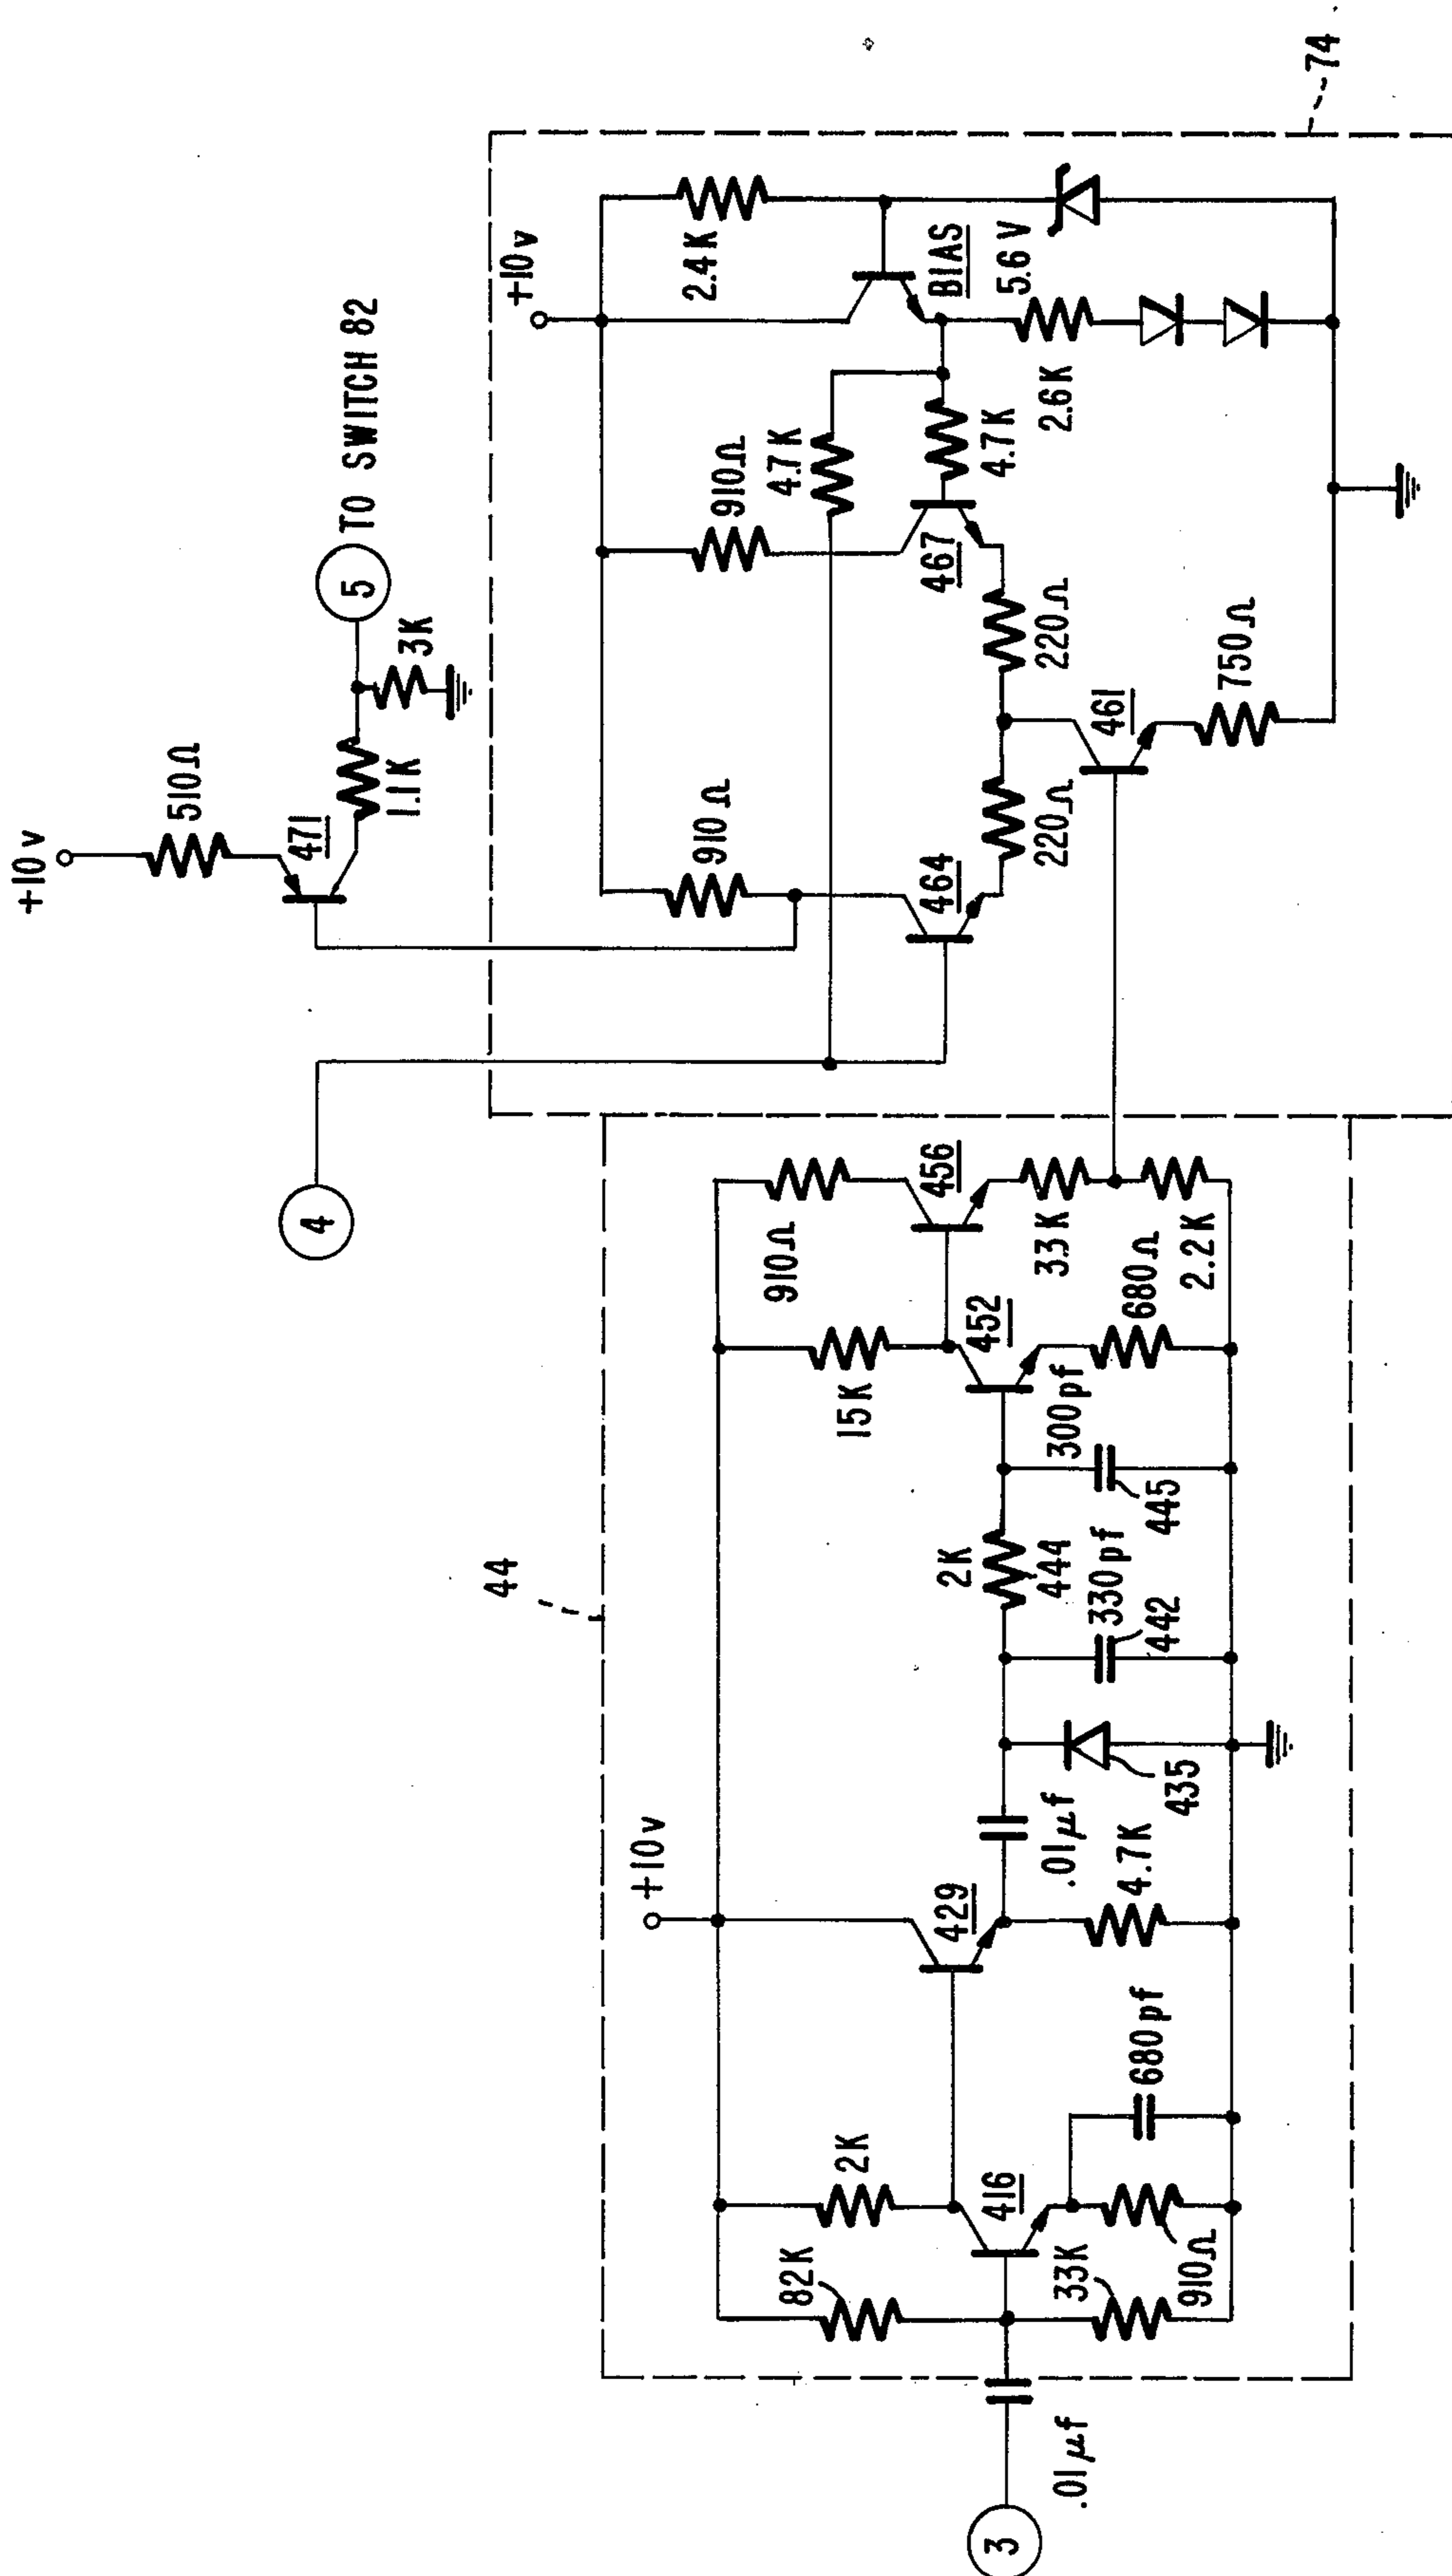 +10v
510Ω
471
1.1K
3K
5
TO SWITCH 82
4
74
+10v
910Ω
464
220Ω
461
750Ω
220Ω
467
910Ω
4.7K
4.7K
2.4K
BIAS
5.6V
2.6K
44
+10v
3
.01µf
82K
33K
2K
416
910Ω
680pf
429
4.7K
.01µf
435
330pf
442
2K
444
300pf
445
15K
452
680Ω
910Ω
456
3.3K
2.2K